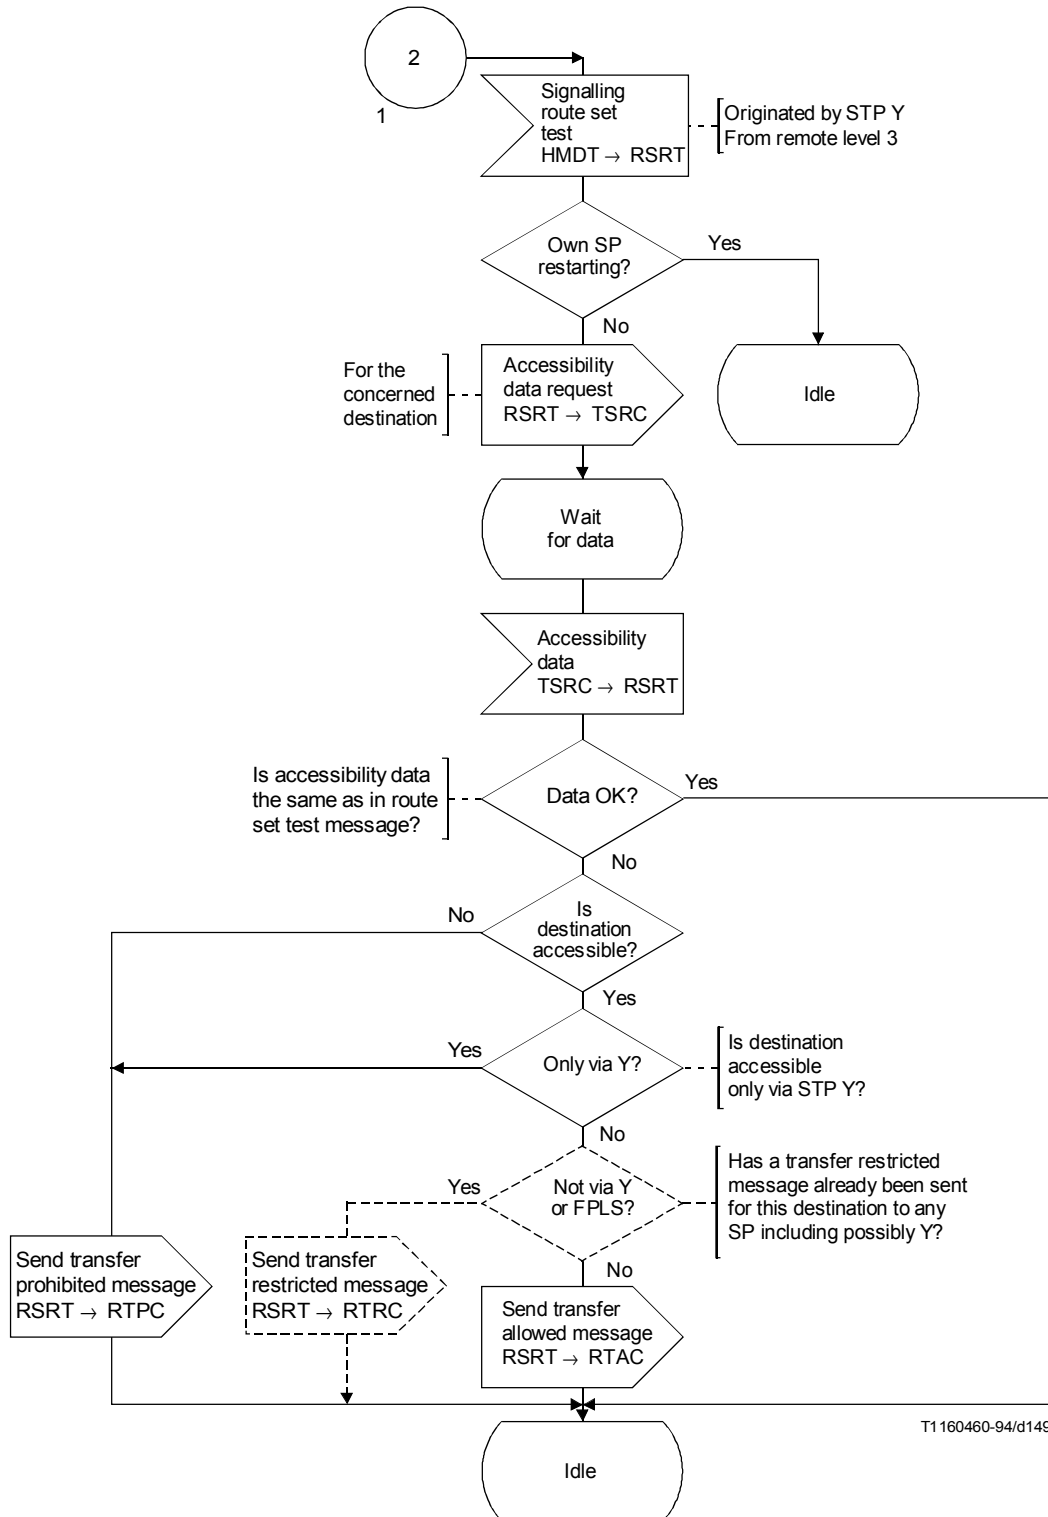 2
1
Signalling
route set
test
HMDT → RSRT
Originated by STP Y
From remote level 3
Own SP
restarting?
Yes
No
For the
concerned
destination
Accessibility
data request
RSRT → TSRC
Idle
Wait
for data
Accessibility
data
TSRC → RSRT
Is accessibility data
the same as in route
set test message?
Data OK?
Yes
No
No
Is
destination
accessible?
Yes
Yes
Only via Y?
Is destination
accessible
only via STP Y?
No
Yes
Not via Y
or FPLS?
Has a transfer restricted
message already been sent
for this destination to any
SP including possibly Y?
No
Send transfer
prohibited message
RSRT → RTPC
Send transfer
restricted message
RSRT → RTRC
Send transfer
allowed message
RSRT → RTAC
T1160460-94/d149
Idle